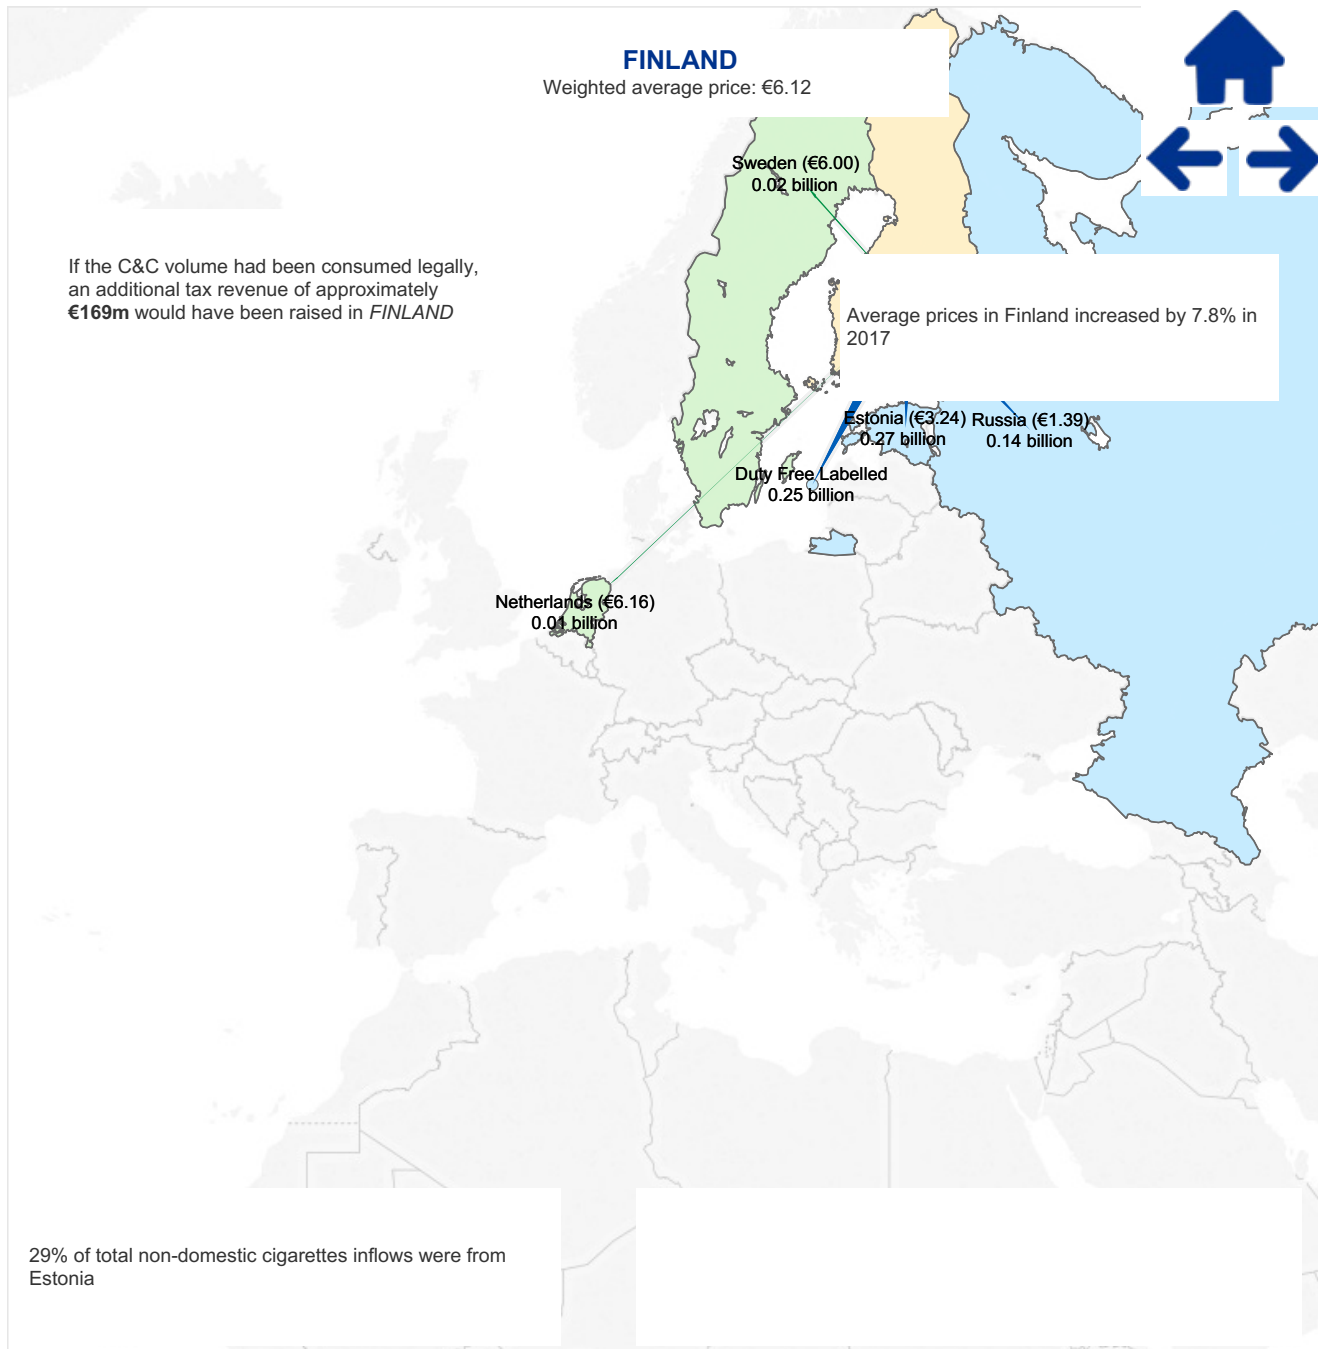 FINLAND
Weighted average price: €6.12
Sweden (€6.00)
0.02 billion
If the C&C volume had been consumed legally,
an additional tax revenue of approximately
€169m would have been raised in FINLAND
Average prices in Finland increased by 7.8% in
2017
Estonia (€3.24)
0.27 billion
Russia (€1.39)
0.14 billion
Duty Free Labelled
0.25 billion
Netherlands (€6.16)
0.01 billion
29% of total non-domestic cigarettes inflows were from
Estonia